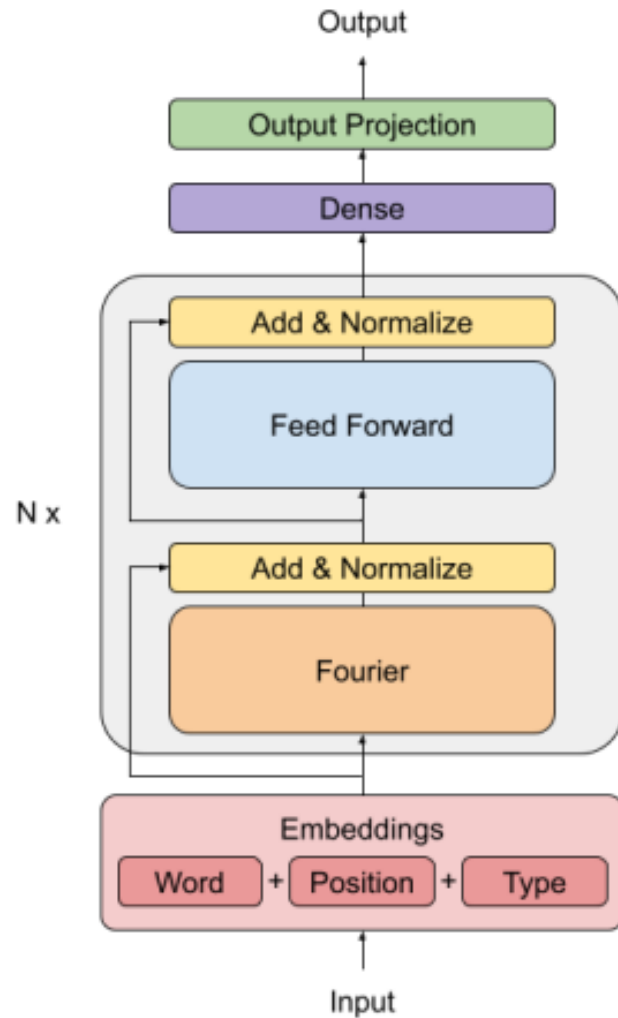 Output
Output Projection
Dense
Add & Normalize
Feed Forward
N x
Add & Normalize
Fourier
Embeddings
Word + Position + Type
Input